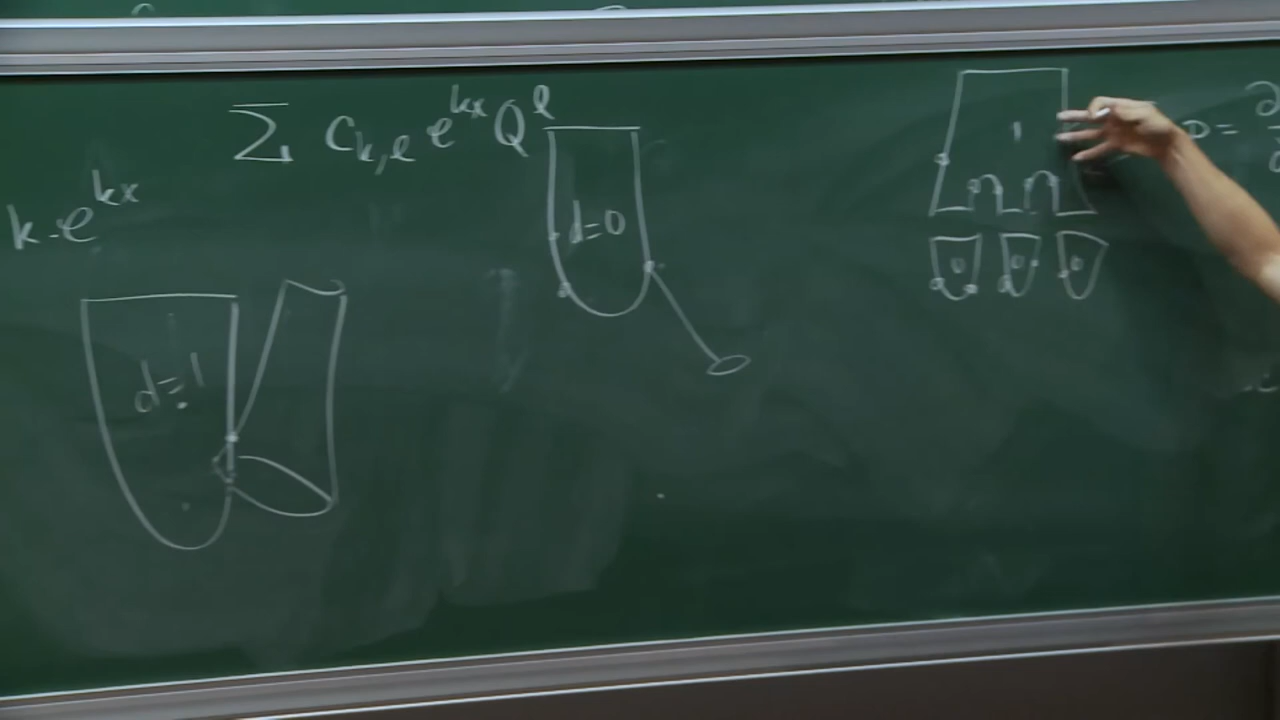 ∑ C_{k,e} e^{kx} Q^e
k·e^{kx}
d=0
d=1
1
0 0 0
D = ∂